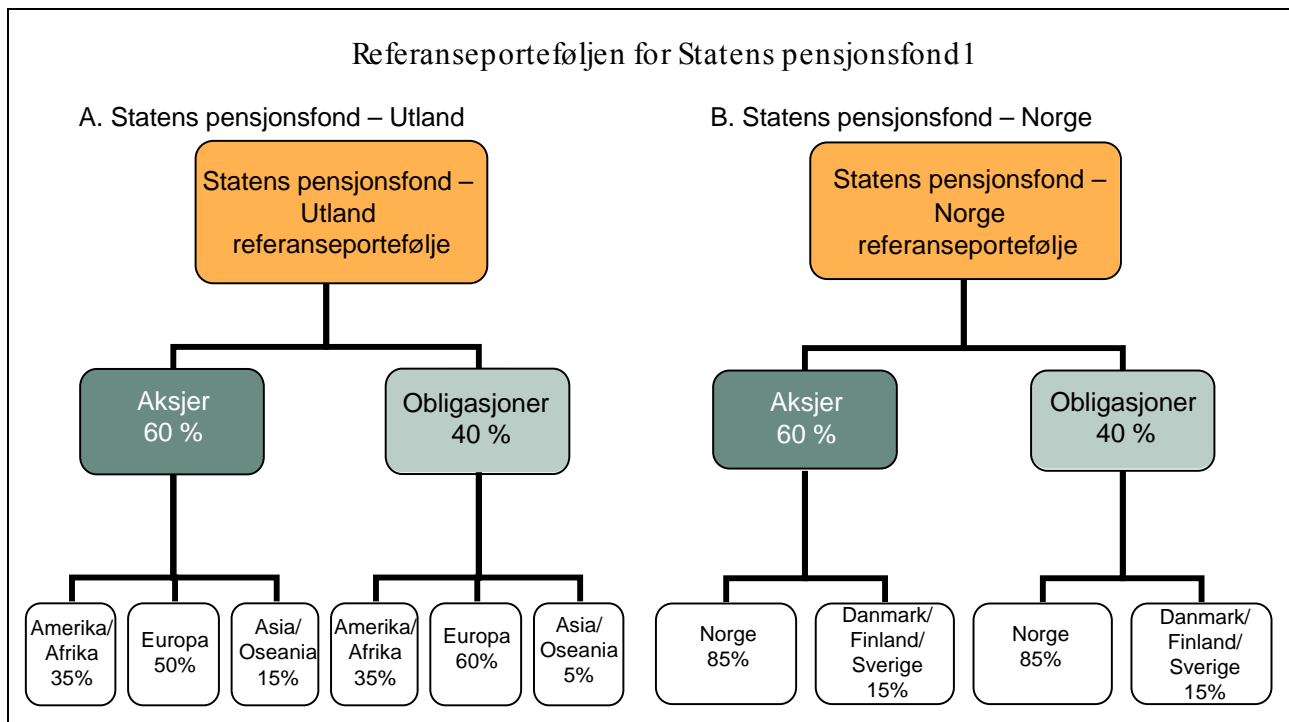 Referanseporteføljen for Statens pensjonsfond1
A. Statens pensjonsfond – Utland
Statens pensjonsfond –
Utland
referanseportefølje
Aksjer
60 %
Obligasjoner
40 %
Amerika/
Afrika
35%
Europa
50%
Asia/
Oseania
15%
Amerika/
Afrika
35%
Europa
60%
Asia/
Oseania
5%
B. Statens pensjonsfond – Norge
Statens pensjonsfond –
Norge
referanseportefølje
Aksjer
60 %
Obligasjoner
40 %
Norge
85%
Danmark/
Finland/
Sverige
15%
Norge
85%
Danmark/
Finland/
Sverige
15%